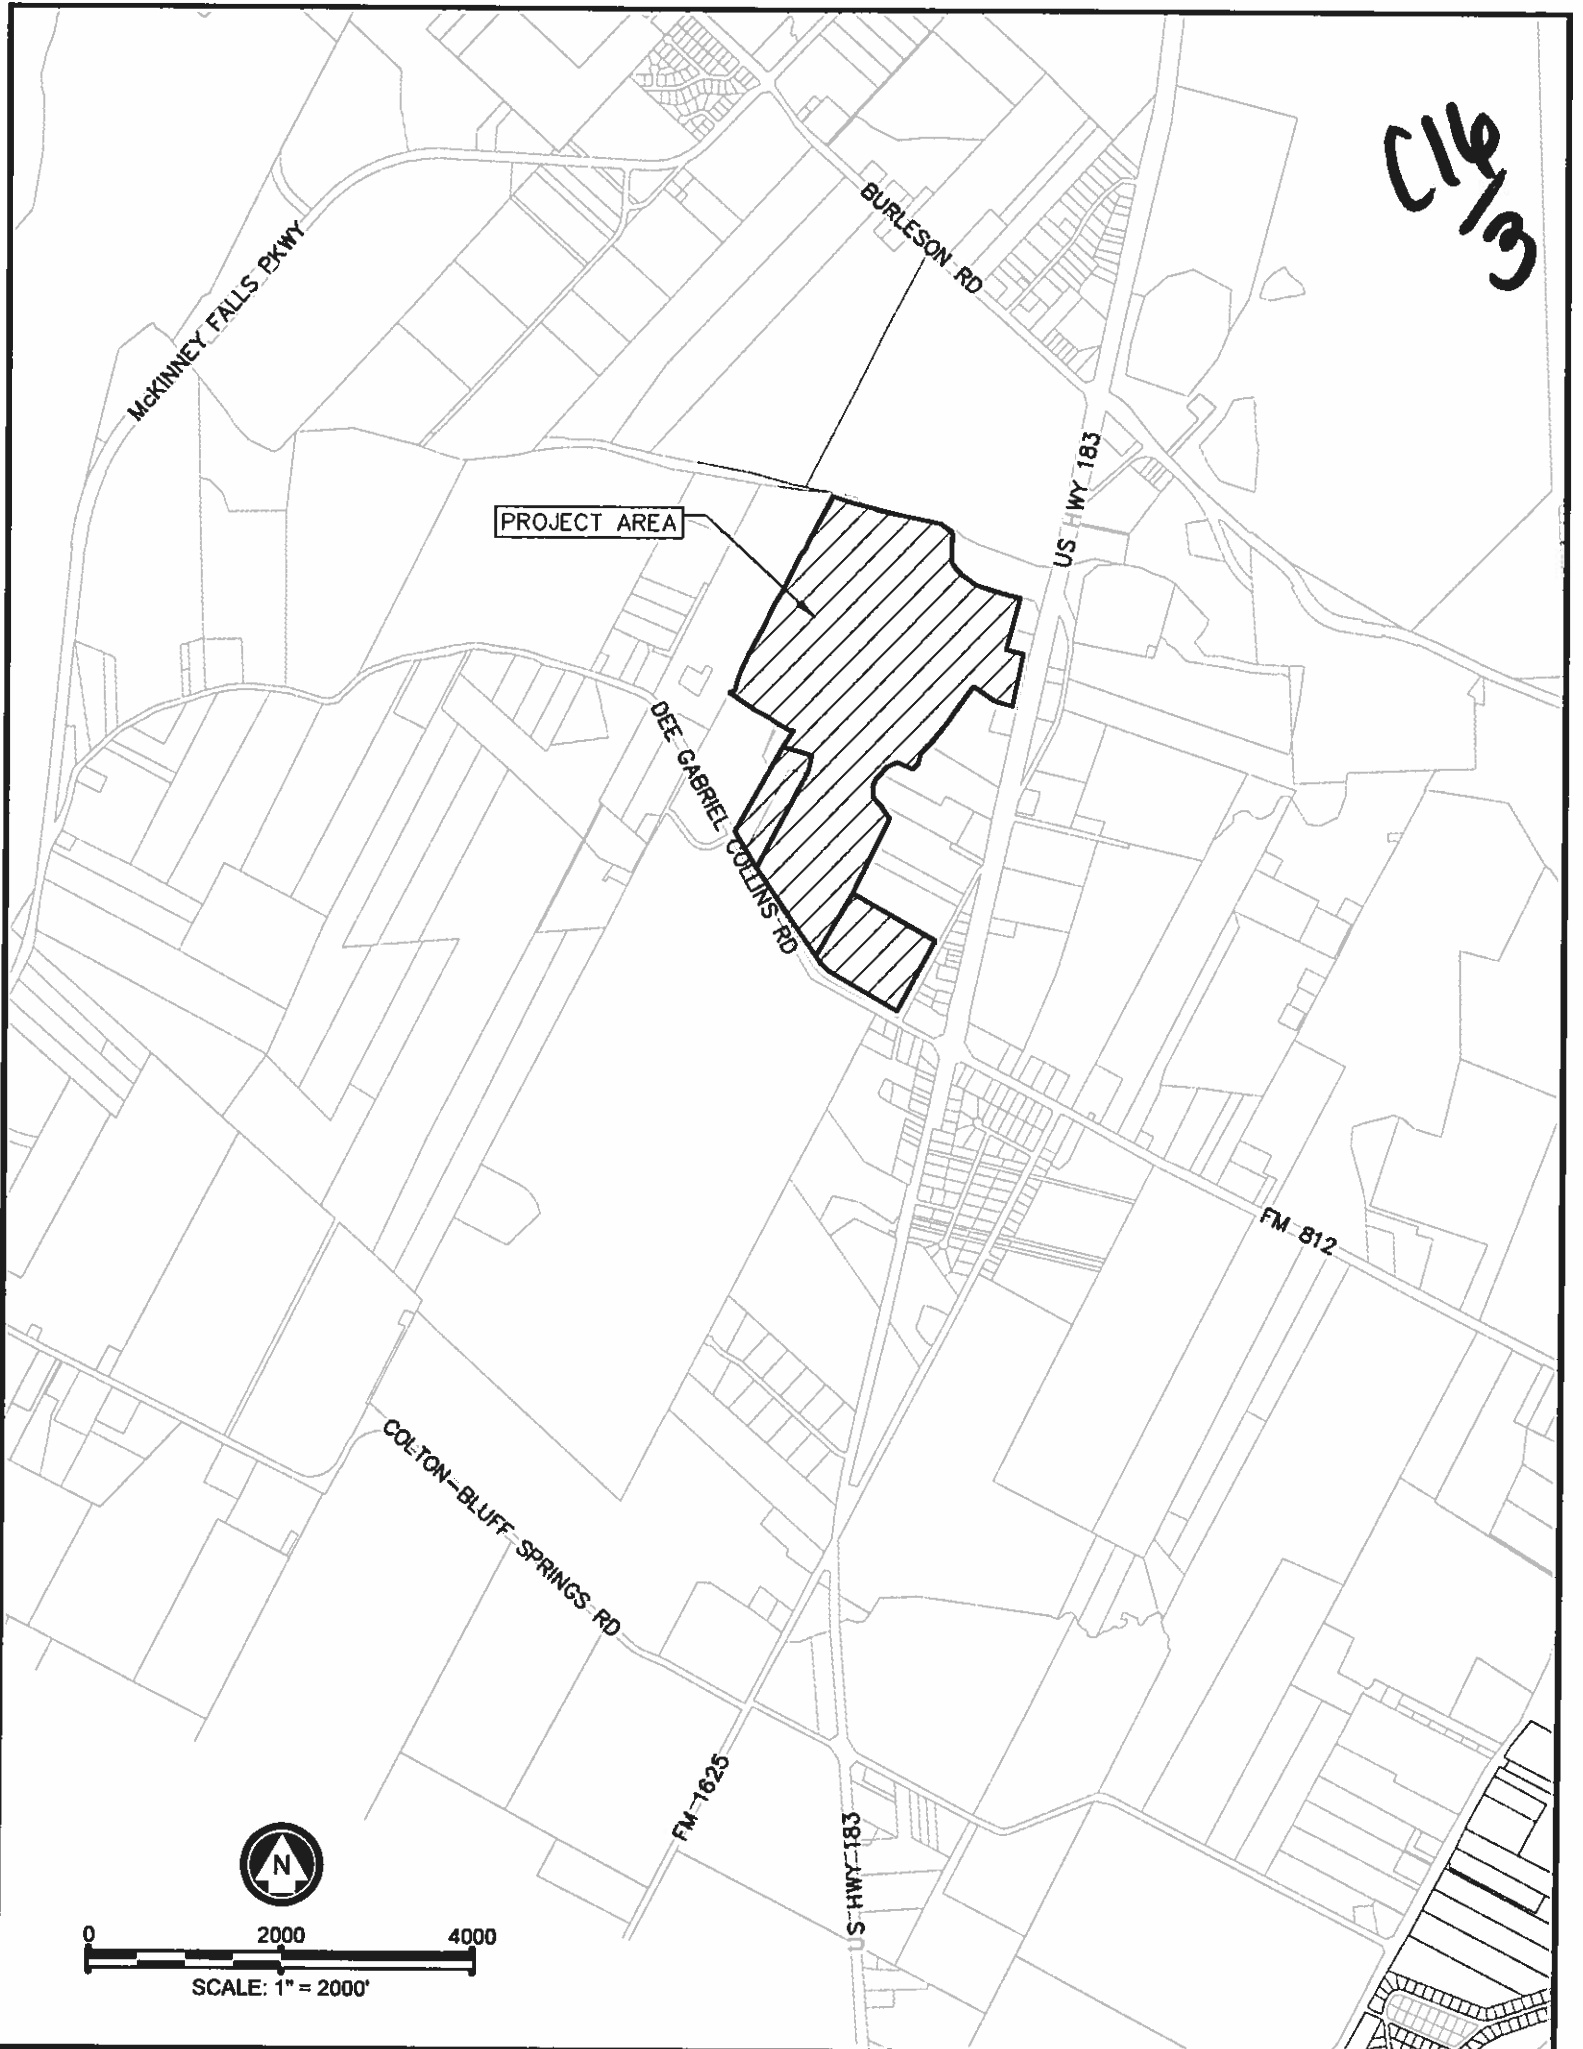 C16
/3
BURLESON RD
McKINNEY FALLS PKWY
US HWY 183
PROJECT AREA
DEE GABRIEL COLLINS RD
FM 812
COLTON-BLUFF SPRINGS RD
FM 1625
US HWY 183
N
0 2000 4000
SCALE: 1" = 2000'